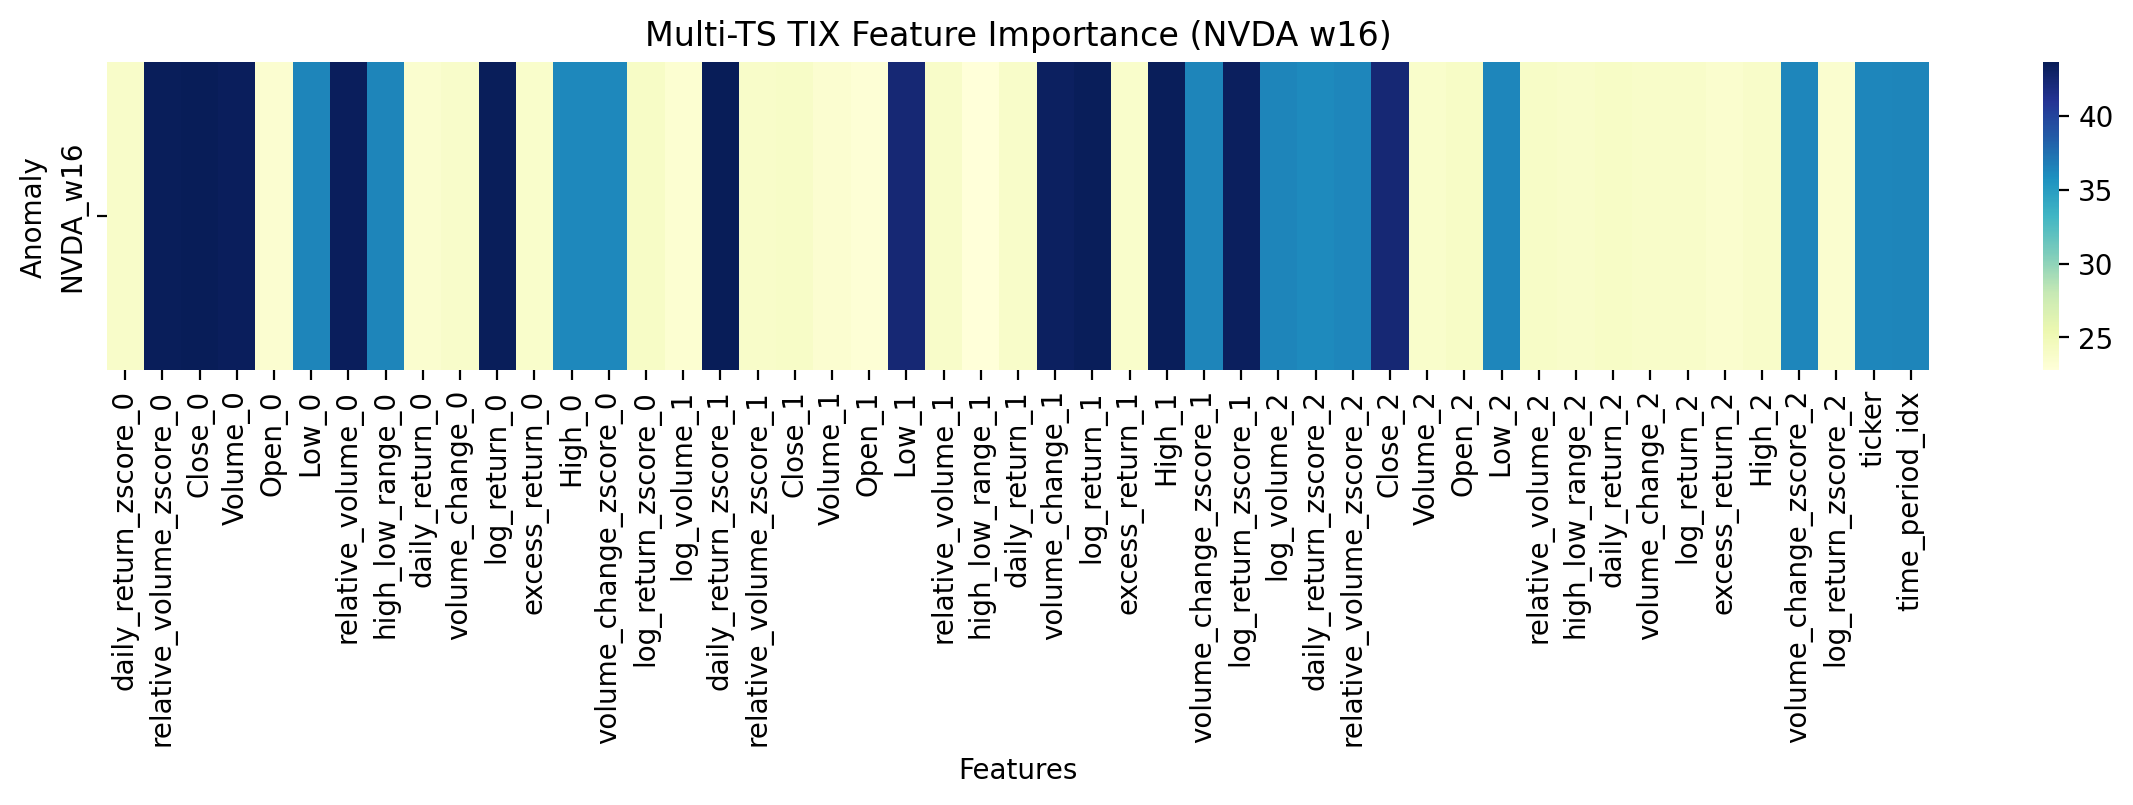 Multi-TS TIX Feature Importance (NVDA w16)
Anomaly
NVDA_w16
40
35
30
25
daily_return_zscore_0
relative_volume_zscore_0
Close_0
Volume_0
Open_0
Low_0
relative_volume_0
high_low_range_0
daily_return_0
volume_change_0
log_return_0
excess_return_0
High_0
volume_change_zscore_0
log_return_zscore_0
log_volume_1
daily_return_zscore_1
relative_volume_zscore_1
Close_1
Volume_1
Open_1
Low_1
relative_volume_1
high_low_range_1
daily_return_1
volume_change_1
log_return_1
excess_return_1
High_1
volume_change_zscore_1
log_return_zscore_1
log_volume_2
daily_return_zscore_2
relative_volume_zscore_2
Close_2
Volume_2
Open_2
Low_2
relative_volume_2
high_low_range_2
daily_return_2
volume_change_2
log_return_2
excess_return_2
High_2
volume_change_zscore_2
log_return_zscore_2
ticker
time_period_idx
Features